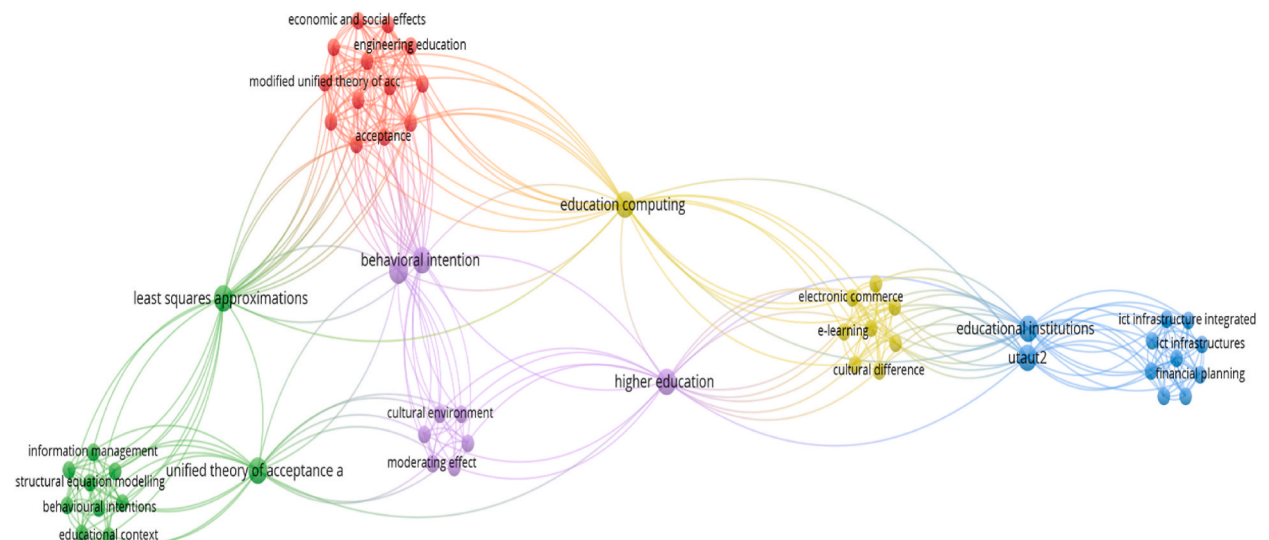 economic and social effects
engineering education
modified unified theory of acc
acceptance
education computing
behavioral intention
least squares approximations
electronic commerce
e-learning
cultural difference
educational institutions
utaut2
ict infrastructure integrated
ict infrastructures
financial planning
higher education
cultural environment
moderating effect
unified theory of acceptance a
information management
structural equation modelling
behavioural intentions
educational context